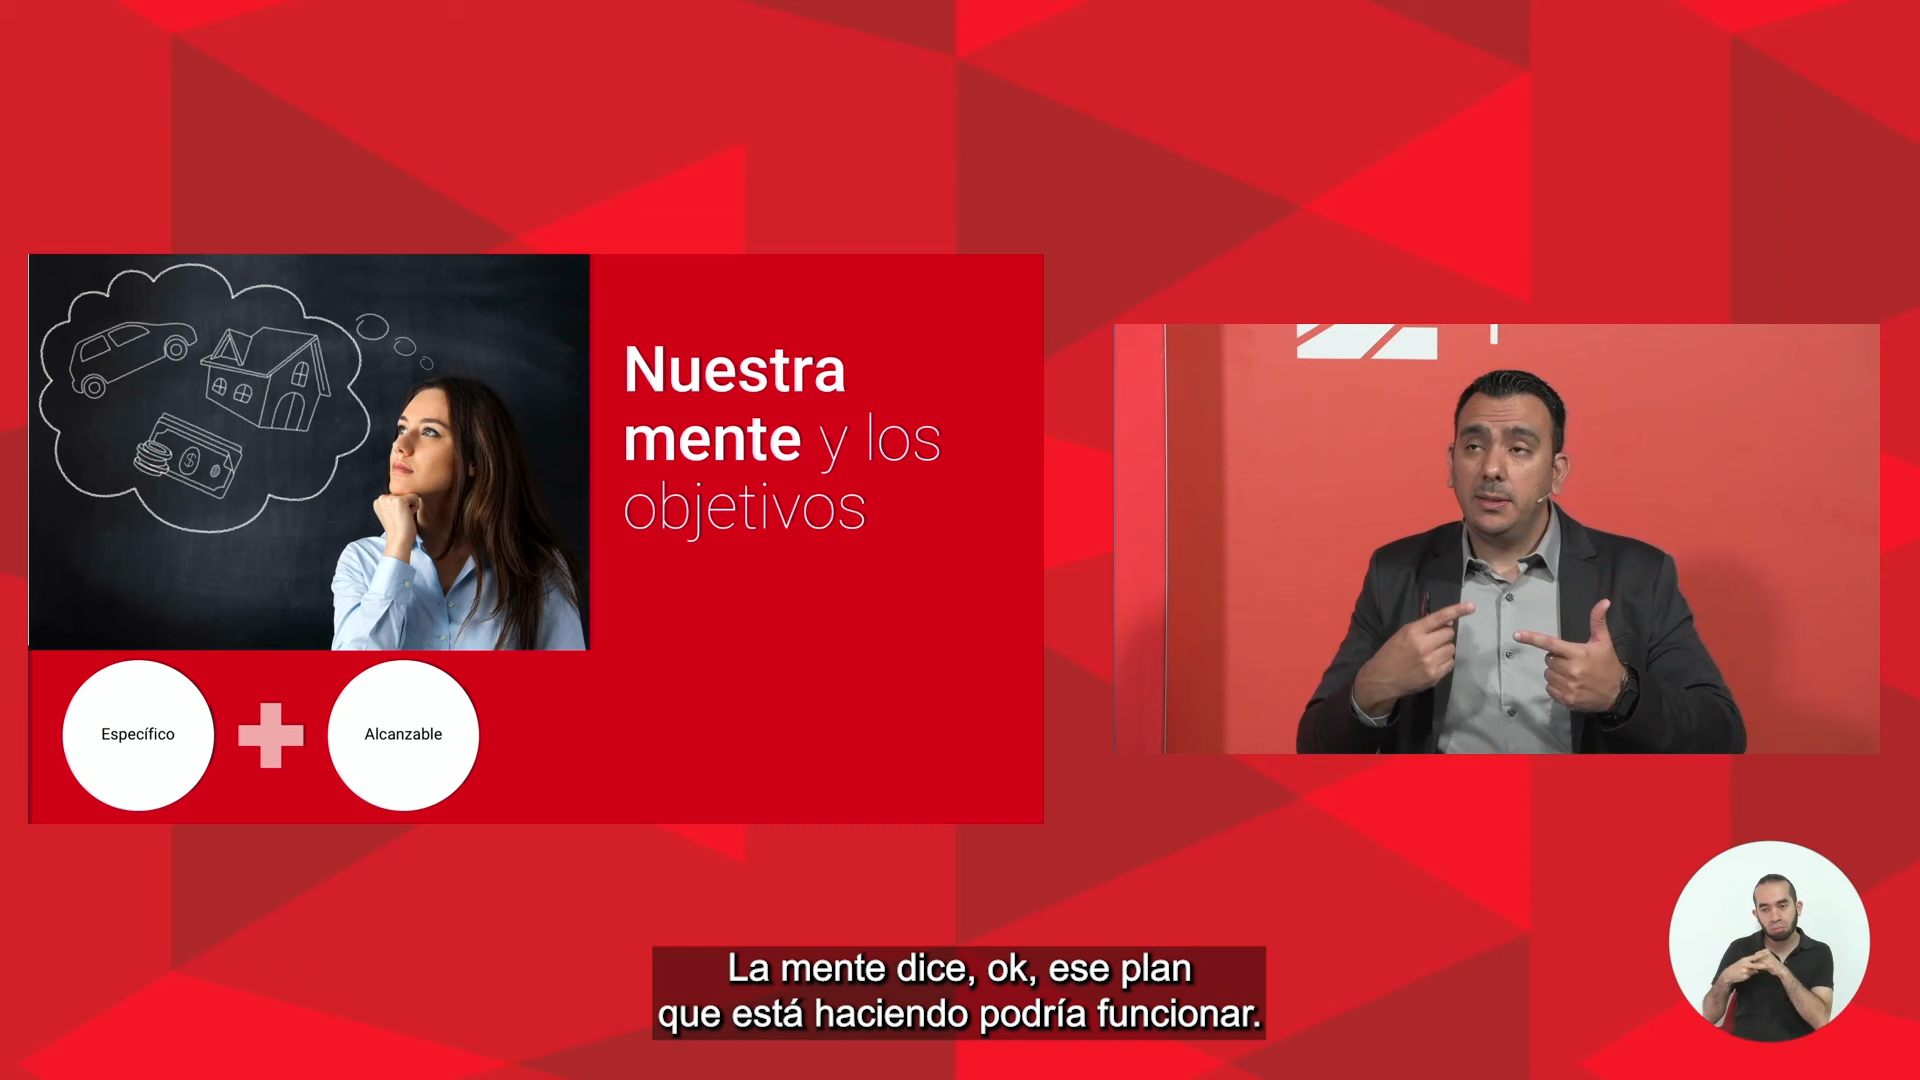 Nuestra
mente y los
objetivos
Específico
Alcanzable
La mente dice, ok, ese plan
que está haciendo podría funcionar.